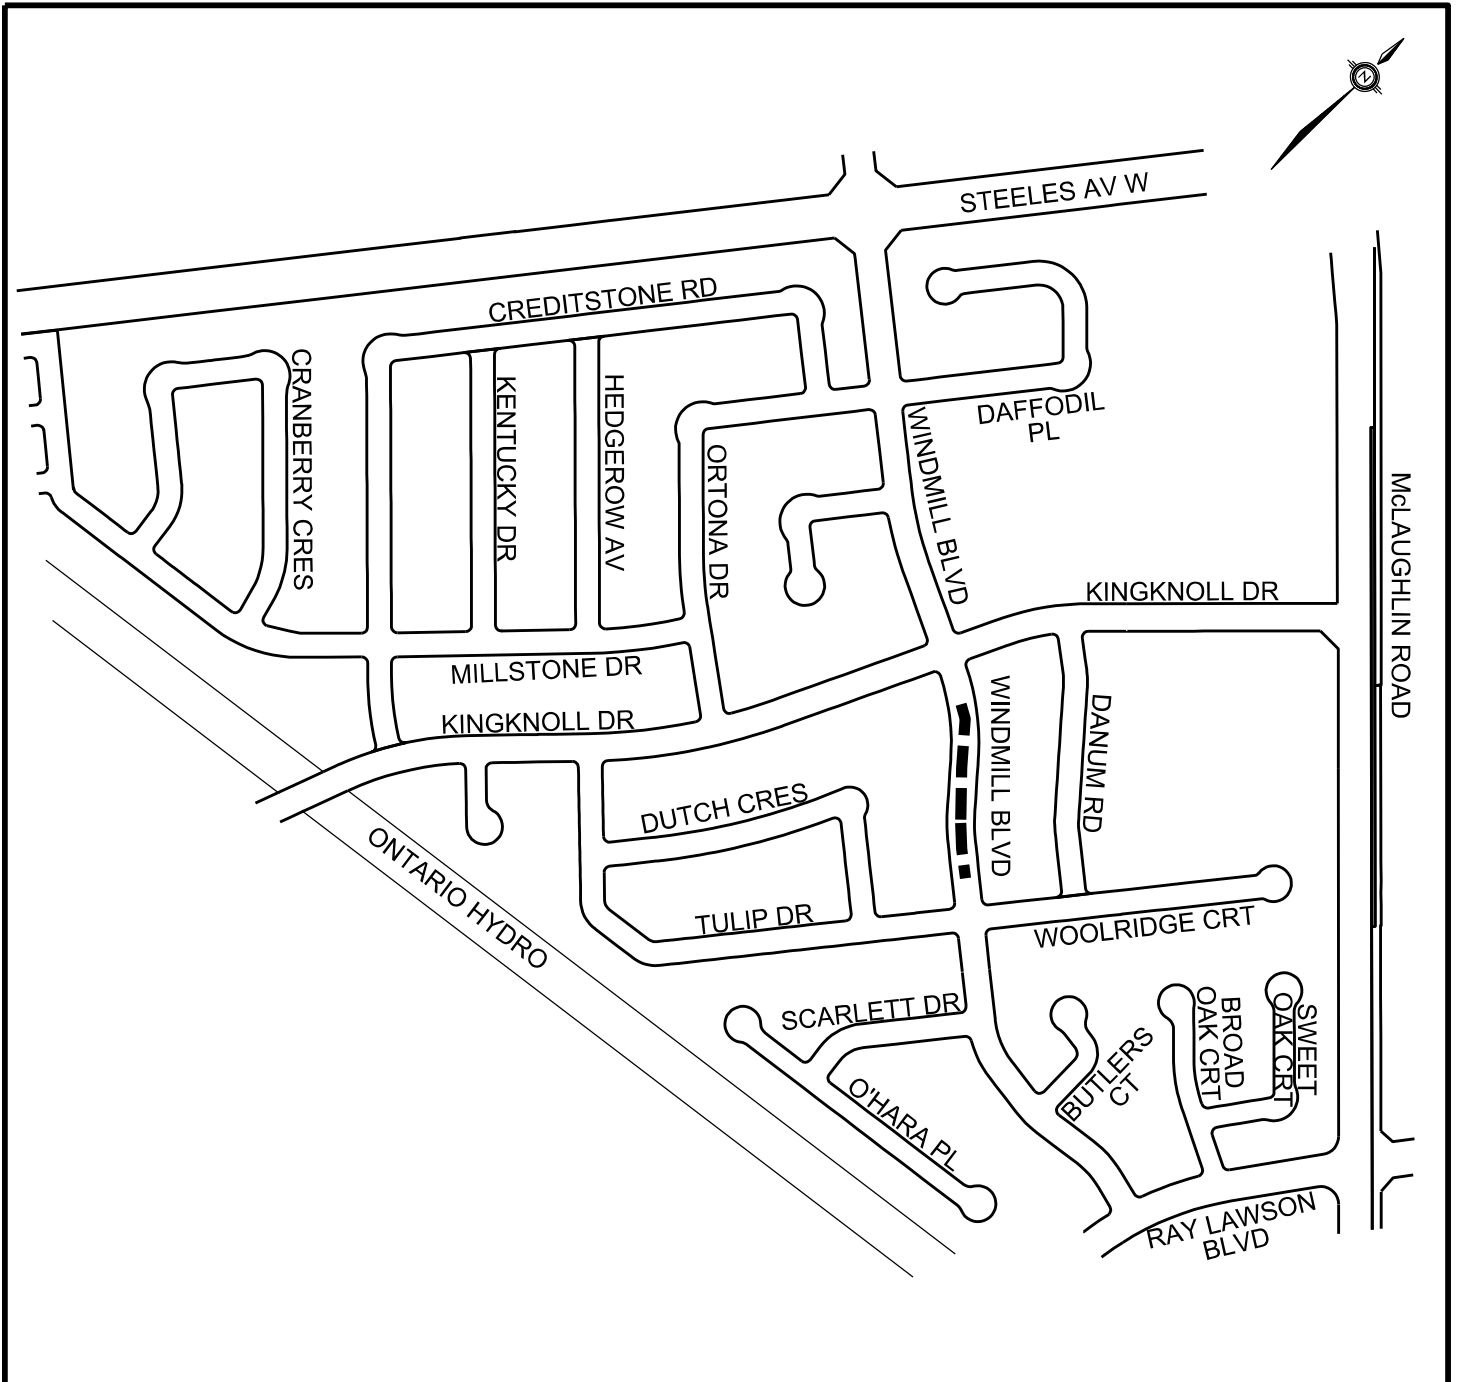 N
STEELES AV W
CREDITSTONE RD
CRANBERRY CRES
KENTUCKY DR
HEDGEROW AV
ORTONA DR
WINDMILL BLVD
DAFFODIL
PL
McLAUGHLIN ROAD
KINGKNOLL DR
MILLSTONE DR
KINGKNOLL DR
WINDMILL BLVD
DANUM RD
DUTCH CRES
ONTARIO HYDRO
TULIP DR
WOOLRIDGE CRT
SCARLETT DR
BUTLERS
CT
BROAD
OAK CRT
SWEET
OAK CRT
O'HARA PL
RAY LAWSON
BLVD